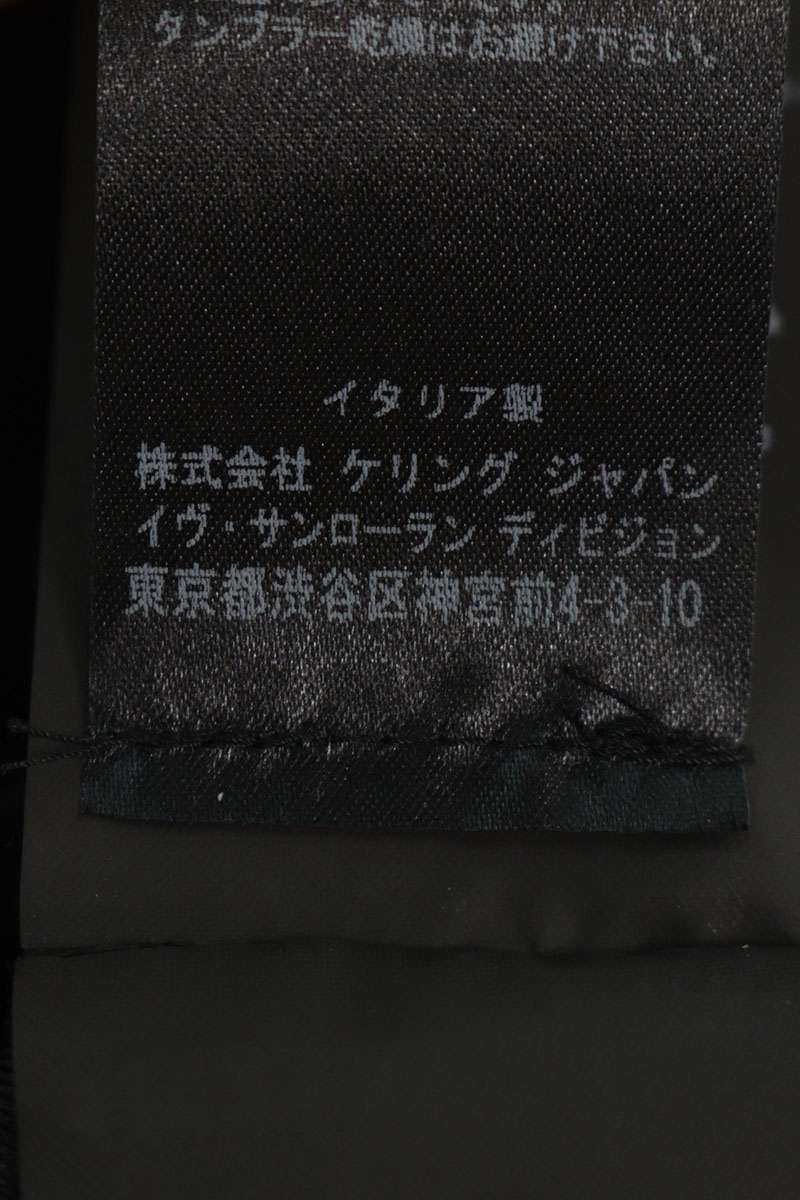 タンブラー乾燥はお避け下さい。
イタリア製
株式会社 ケリング ジャパン
イヴ・サンローラン ディビジョン
東京都渋谷区神宮前4-3-10